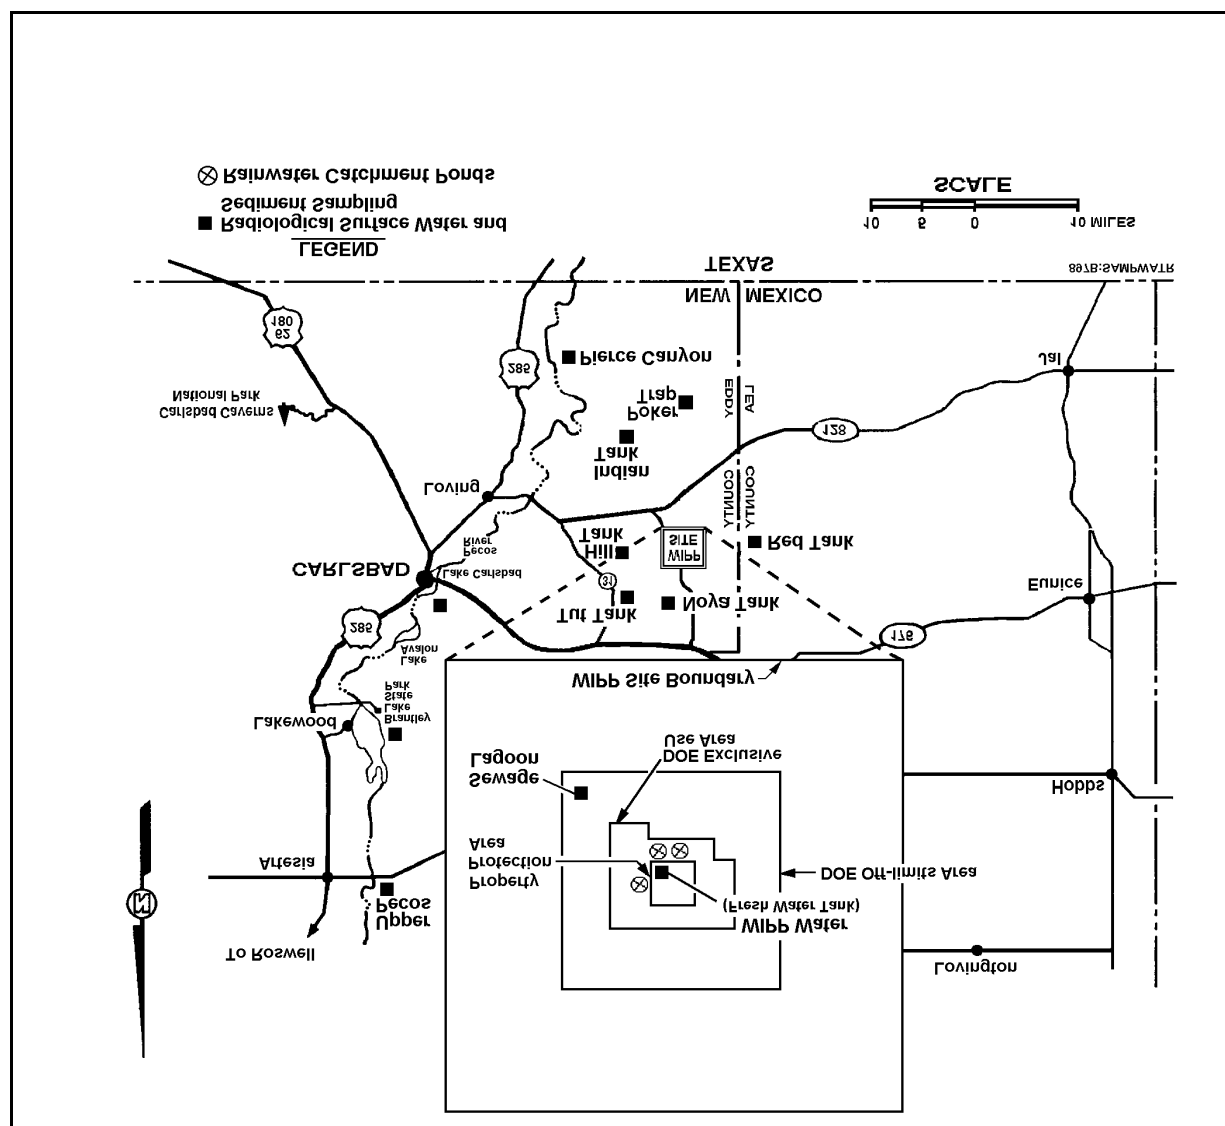 Lovington
To Roswell
WIPP Water
(Fresh Water Tank)
Upper
Pecos
N
Property
Protection
Area
DOE Off-limits Area
Artesia
Hobbs
Sewage
Lagoon
DOE Exclusive
Use Area
Lakewood
Brantley
Lake
State
Park
WIPP Site Boundary
Lake
Avalon
285
176
Tut Tank
Noya Tank
Eunice
31
CARLSBAD
Lake Carlsbad
Pecos
River
Hill
Tank
WIPP
SITE
Red Tank
COUNTY
COUNTY
Loving
Indian
Tank
128
Carlsbad Caverns
National Park
Poker
Trap
EDDY
LEA
285
Pierce Canyon
Jal
62
180
NEW MEXICO
TEXAS
897B:SAMPWATR
LEGEND
Radiological Surface Water and
Sediment Sampling
Rainwater Catchment Ponds
10 5 0 10 MILES
SCALE